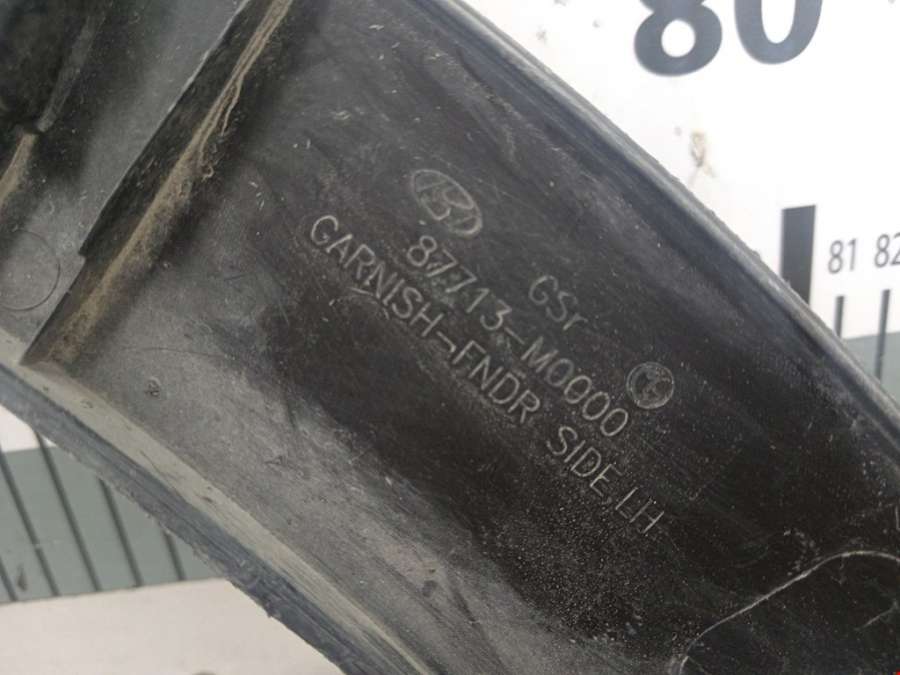 80
81 82
GSr
87713-M0000
GARNISH-FNDR SIDE,LH